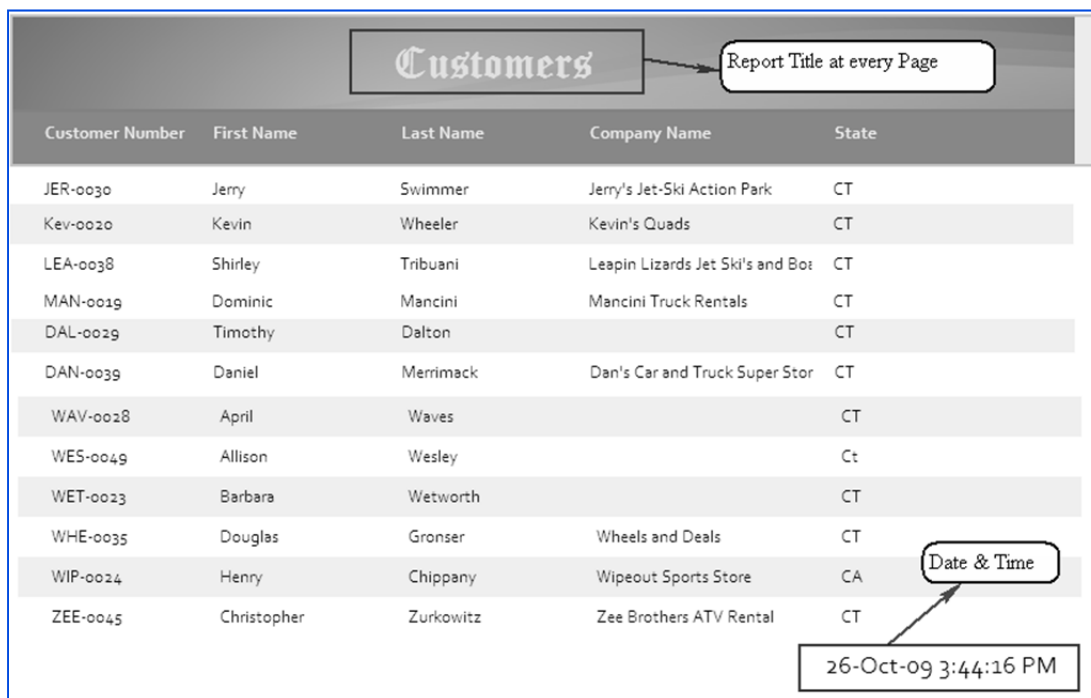 Customers
Report Title at every Page
Customer Number First Name Last Name Company Name State
JER-0030 Jerry Swimmer Jerry's Jet-Ski Action Park CT
Kev-0020 Kevin Wheeler Kevin's Quads CT
LEA-0038 Shirley Tribuani Leapin Lizards Jet Ski's and Boa CT
MAN-0019 Dominic Mancini Mancini Truck Rentals CT
DAL-0029 Timothy Dalton CT
DAN-0039 Daniel Merrimack Dan's Car and Truck Super Stor CT
WAV-0028 April Waves CT
WES-0049 Allison Wesley Ct
WET-0023 Barbara Wetworth CT
WHE-0035 Douglas Gronser Wheels and Deals CT
Date & Time
WIP-0024 Henry Chippany Wipeout Sports Store CA
ZEE-0045 Christopher Zurkowitz Zee Brothers ATV Rental CT
26-Oct-09 3:44:16 PM